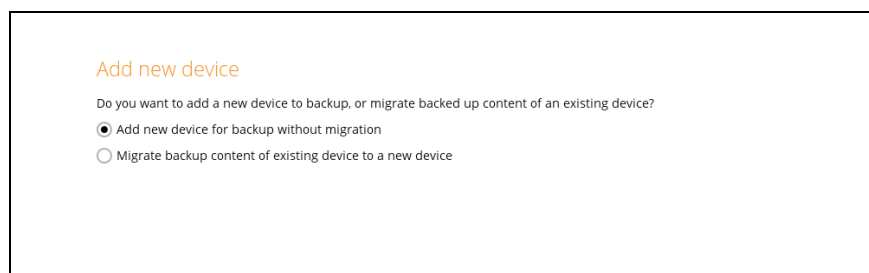 Add new device
Do you want to add a new device to backup, or migrate backed up content of an existing device?
Add new device for backup without migration
Migrate backup content of existing device to a new device